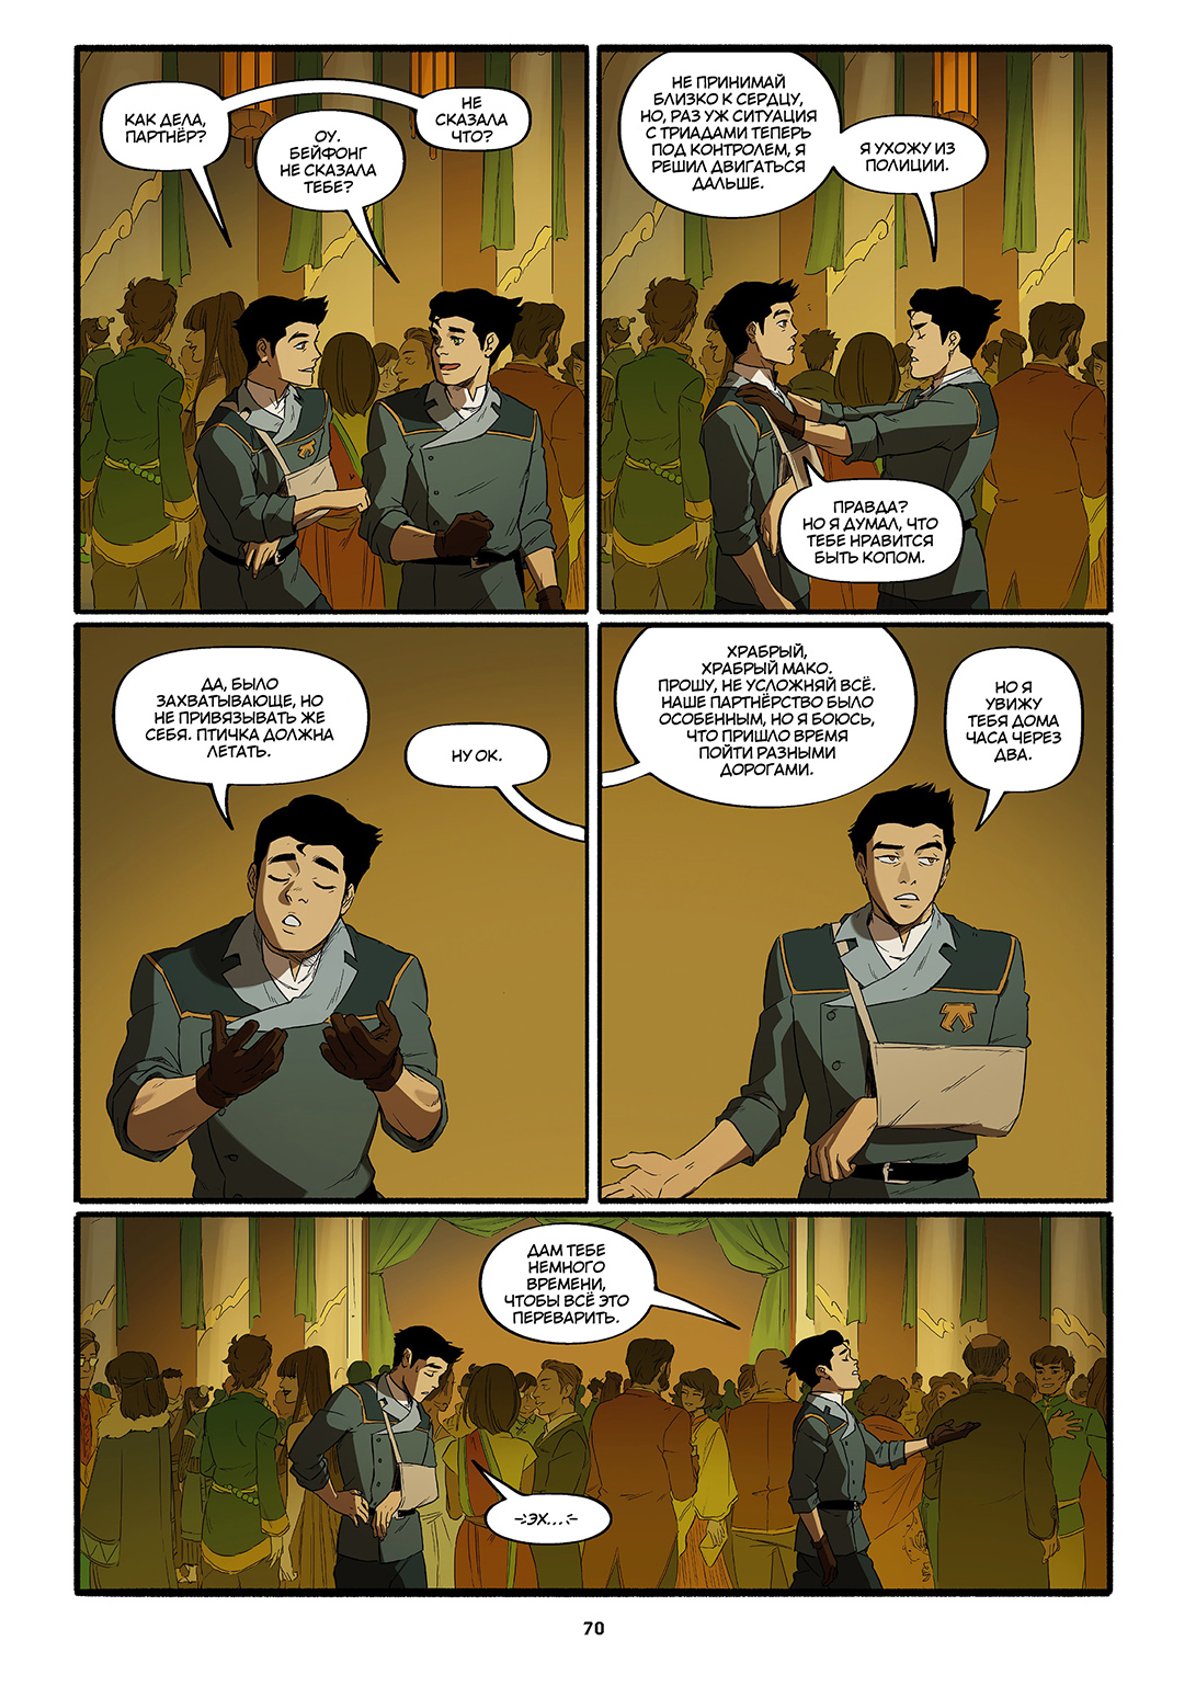 КАК ДЕЛА,
ПАРТНЁР?
ОУ.
БЕЙФОНГ
НЕ СКАЗАЛА
ТЕБЕ?
НЕ
СКАЗАЛА
ЧТО?
НЕ ПРИНИМАЙ
БЛИЗКО К СЕРДЦУ,
НО, РАЗ УЖ СИТУАЦИЯ
С ТРИАДАМИ ТЕПЕРЬ
ПОД КОНТРОЛЕМ, Я
РЕШИЛ ДВИГАТЬСЯ
ДАЛЬШЕ.
Я УХОЖУ ИЗ
ПОЛИЦИИ.
ПРАВДА?
НО Я ДУМАЛ, ЧТО
ТЕБЕ НРАВИТСЯ
БЫТЬ КОПОМ.
ДА, БЫЛО
ЗАХВАТЫВАЮЩЕ, НО
НЕ ПРИВЯЗЫВАТЬ ЖЕ
СЕБЯ. ПТИЧКА ДОЛЖНА
ЛЕТАТЬ.
НУ ОК.
ХРАБРЫЙ,
ХРАБРЫЙ МАКО.
ПРОШУ, НЕ УСЛОЖНЯЙ ВСЁ.
НАШЕ ПАРТНЁРСТВО БЫЛО
ОСОБЕННЫМ, НО Я БОЮСЬ,
ЧТО ПРИШЛО ВРЕМЯ
ПОЙТИ РАЗНЫМИ
ДОРОГАМИ.
НО Я
УВИЖУ
ТЕБЯ ДОМА
ЧАСА ЧЕРЕЗ
ДВА.
ДАМ ТЕБЕ
НЕМНОГО
ВРЕМЕНИ,
ЧТОБЫ ВСЁ ЭТО
ПЕРЕВАРИТЬ.
ЭХ...
70